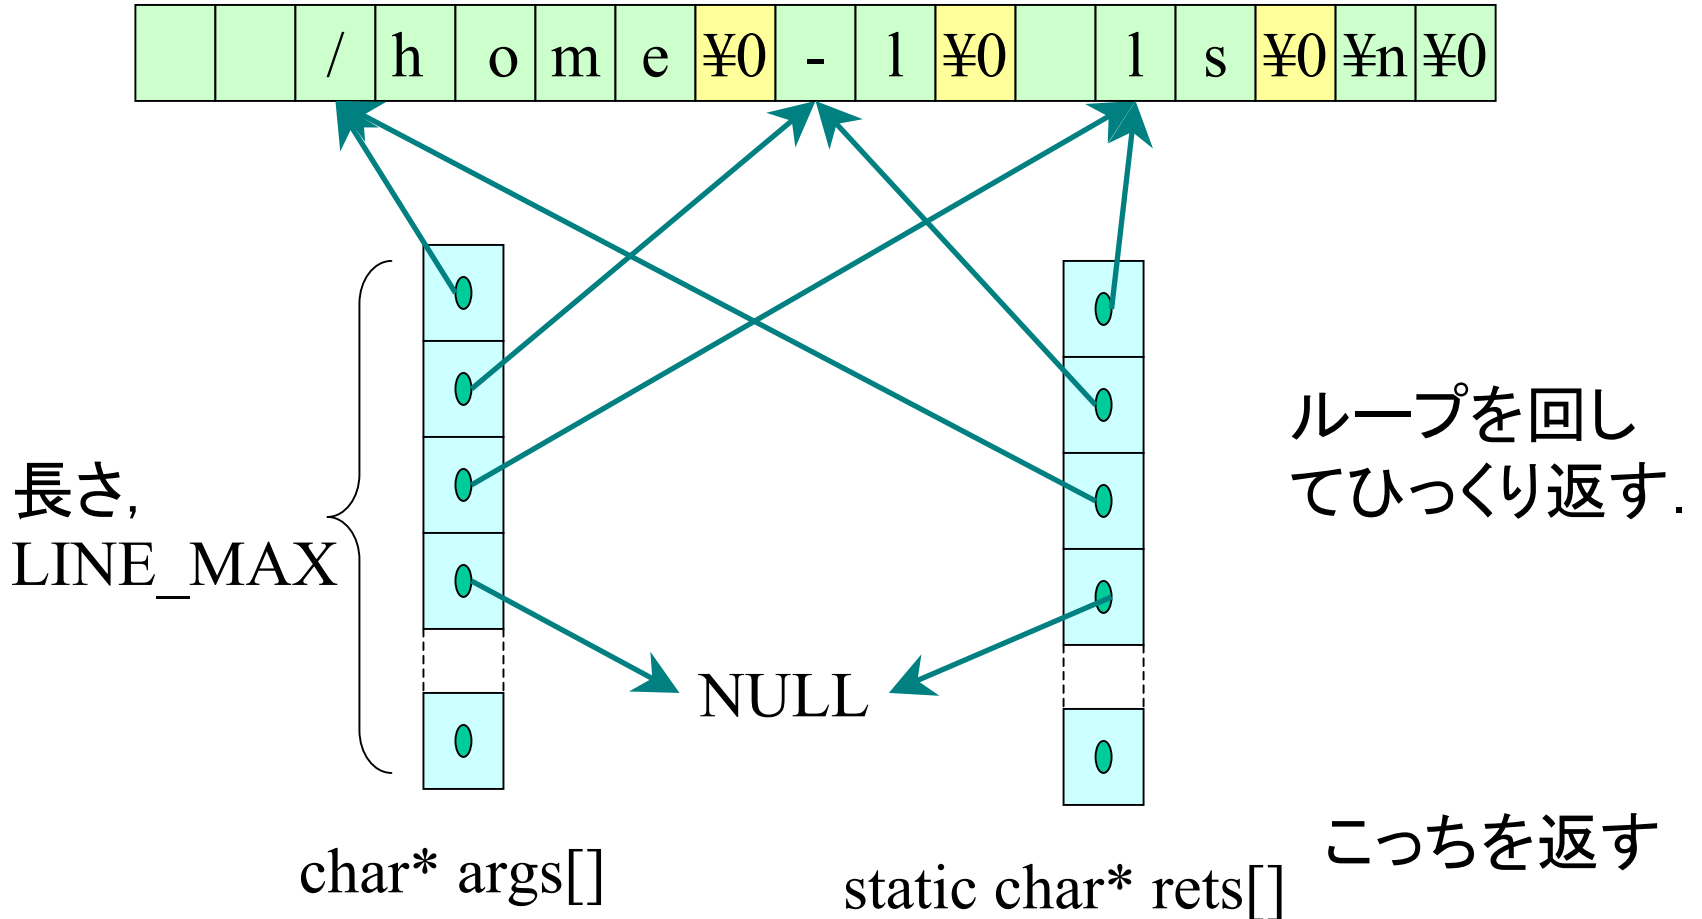 / h o m e ¥0 - l ¥0 l s ¥0 ¥n ¥0
ループを回し
てひっくり返す.
長さ,
LINE_MAX
NULL
こっちを返す
char* args[]
static char* rets[]